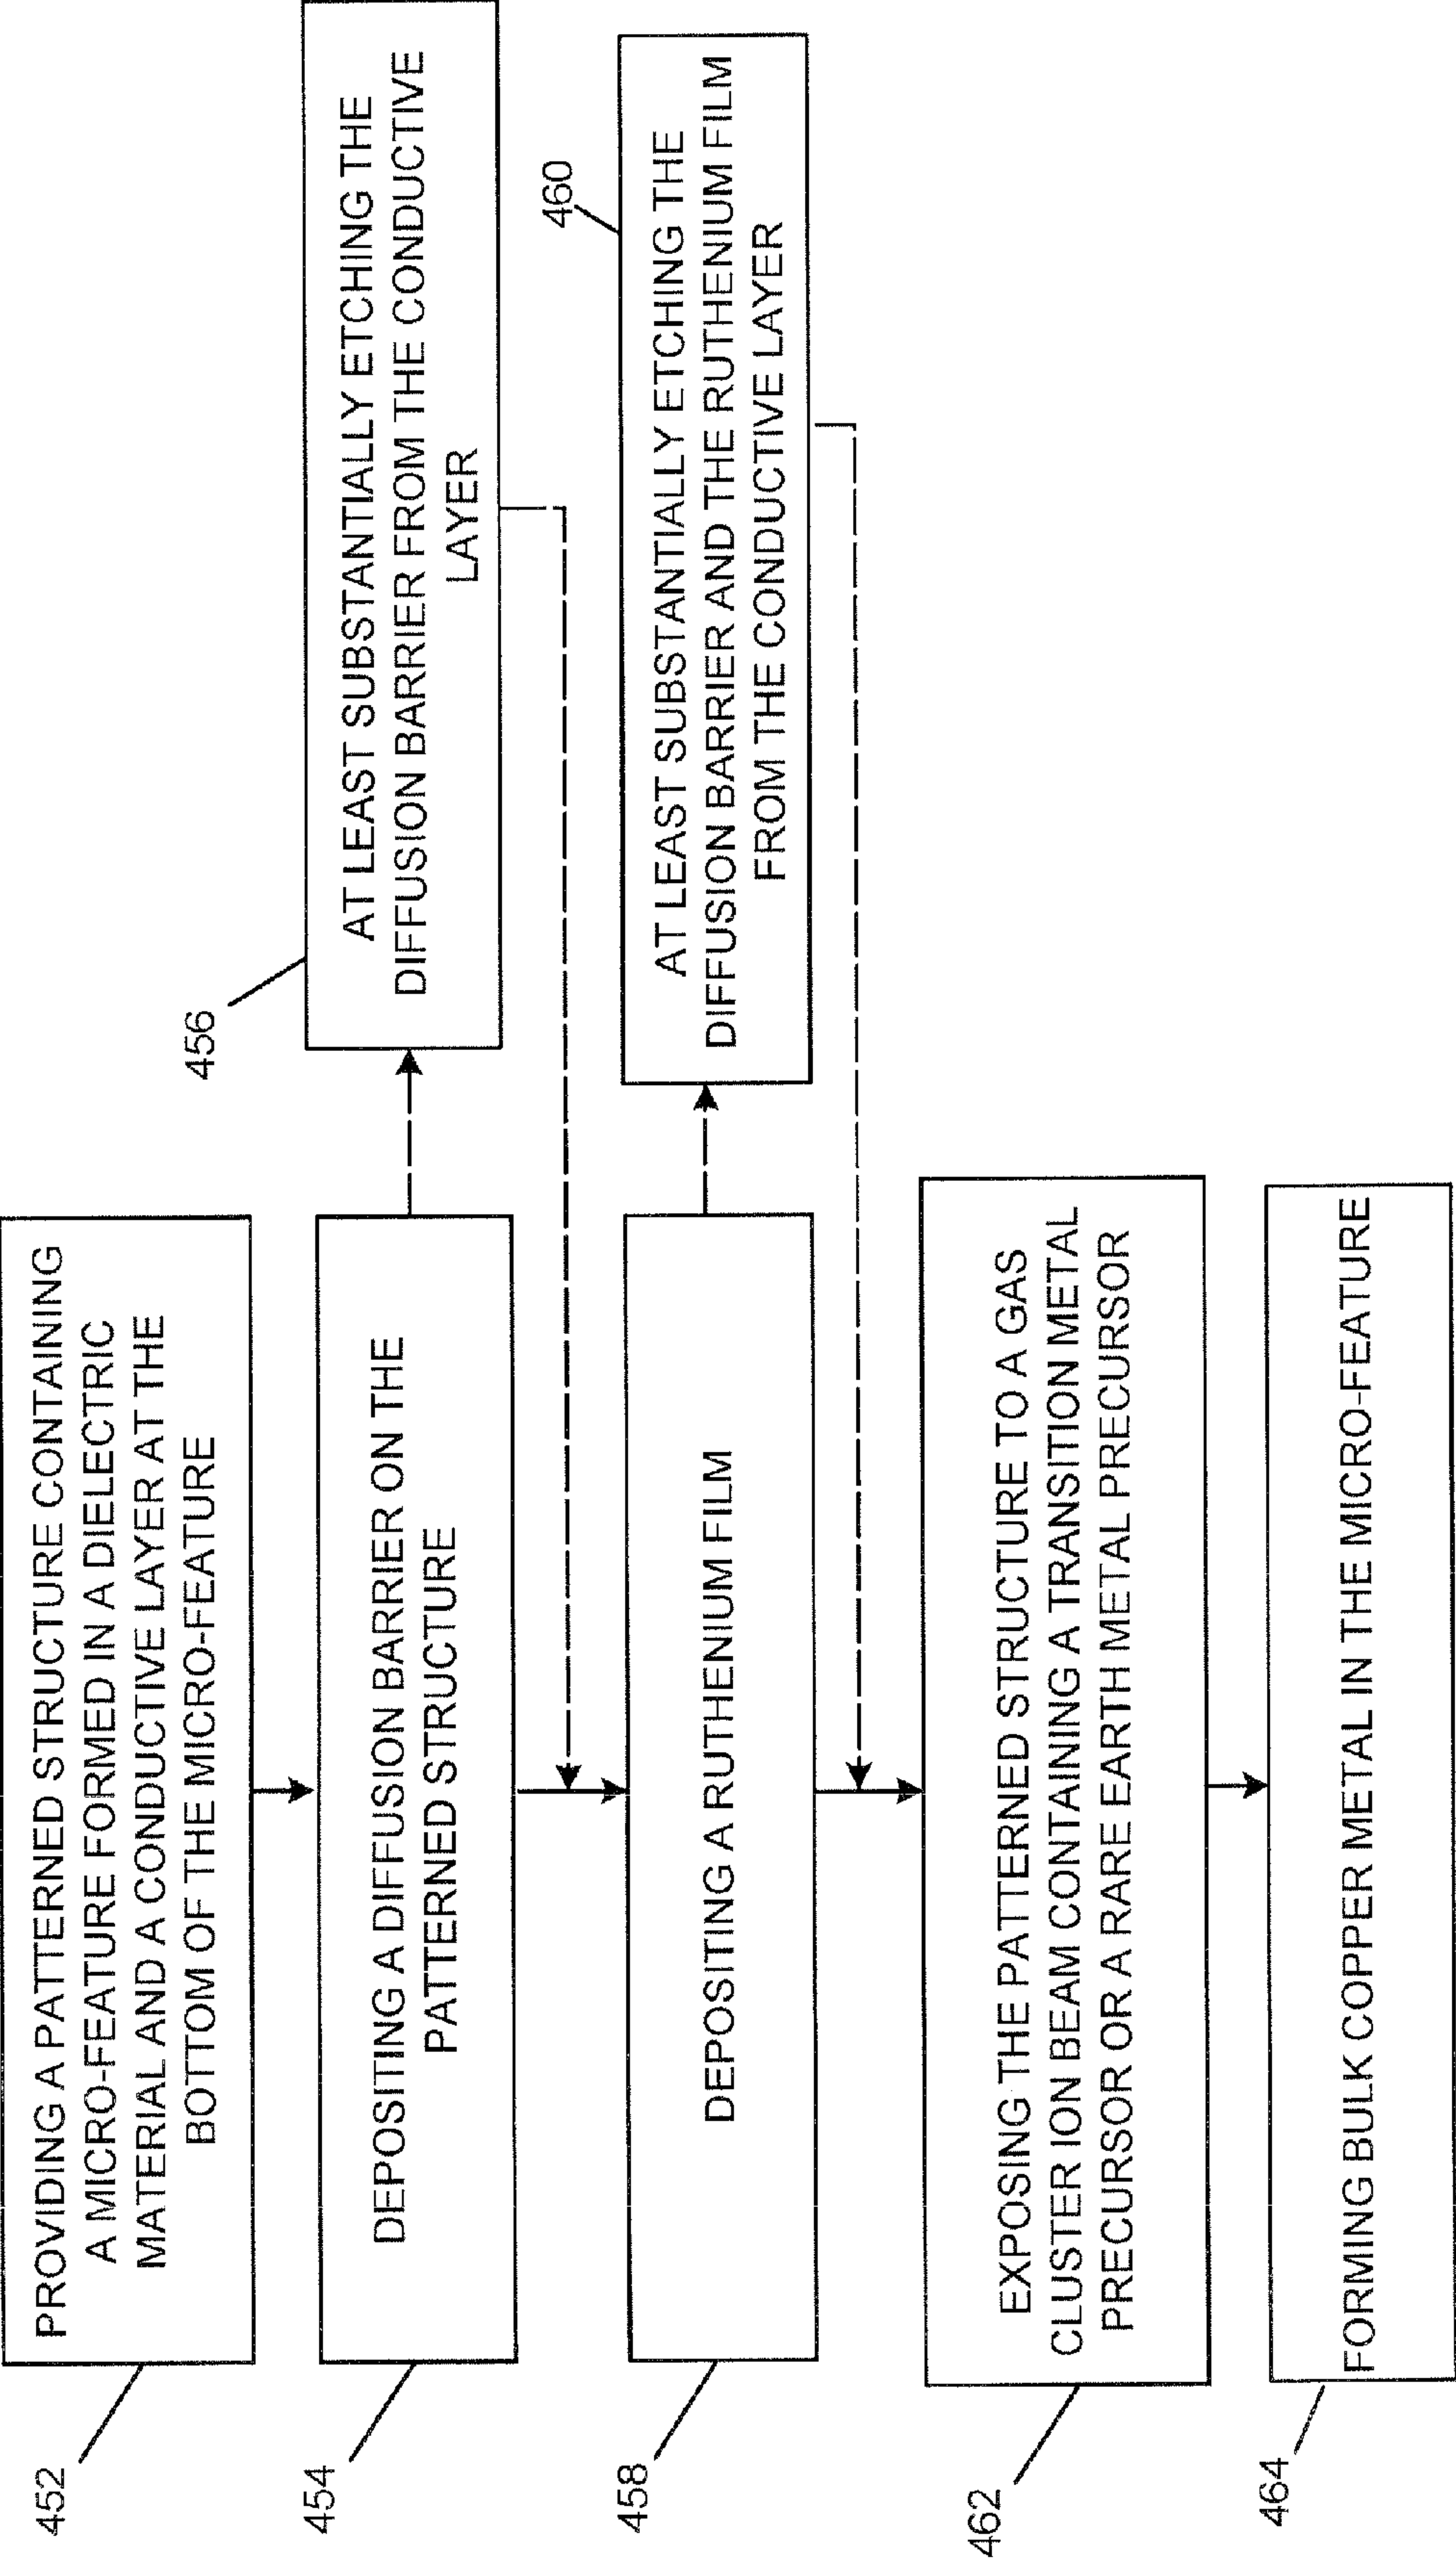 452
PROVIDING A PATTERNED STRUCTURE CONTAINING
A MICRO-FEATURE FORMED IN A DIELECTRIC
MATERIAL AND A CONDUCTIVE LAYER AT THE
BOTTOM OF THE MICRO-FEATURE
454
DEPOSITING A DIFFUSION BARRIER ON THE
PATTERNED STRUCTURE
456
AT LEAST SUBSTANTIALLY ETCHING THE
DIFFUSION BARRIER FROM THE CONDUCTIVE
LAYER
458
DEPOSITING A RUTHENIUM FILM
460
AT LEAST SUBSTANTIALLY ETCHING THE
DIFFUSION BARRIER AND THE RUTHENIUM FILM
FROM THE CONDUCTIVE LAYER
462
EXPOSING THE PATTERNED STRUCTURE TO A GAS
CLUSTER ION BEAM CONTAINING A TRANSITION METAL
PRECURSOR OR A RARE EARTH METAL PRECURSOR
464
FORMING BULK COPPER METAL IN THE MICRO-FEATURE